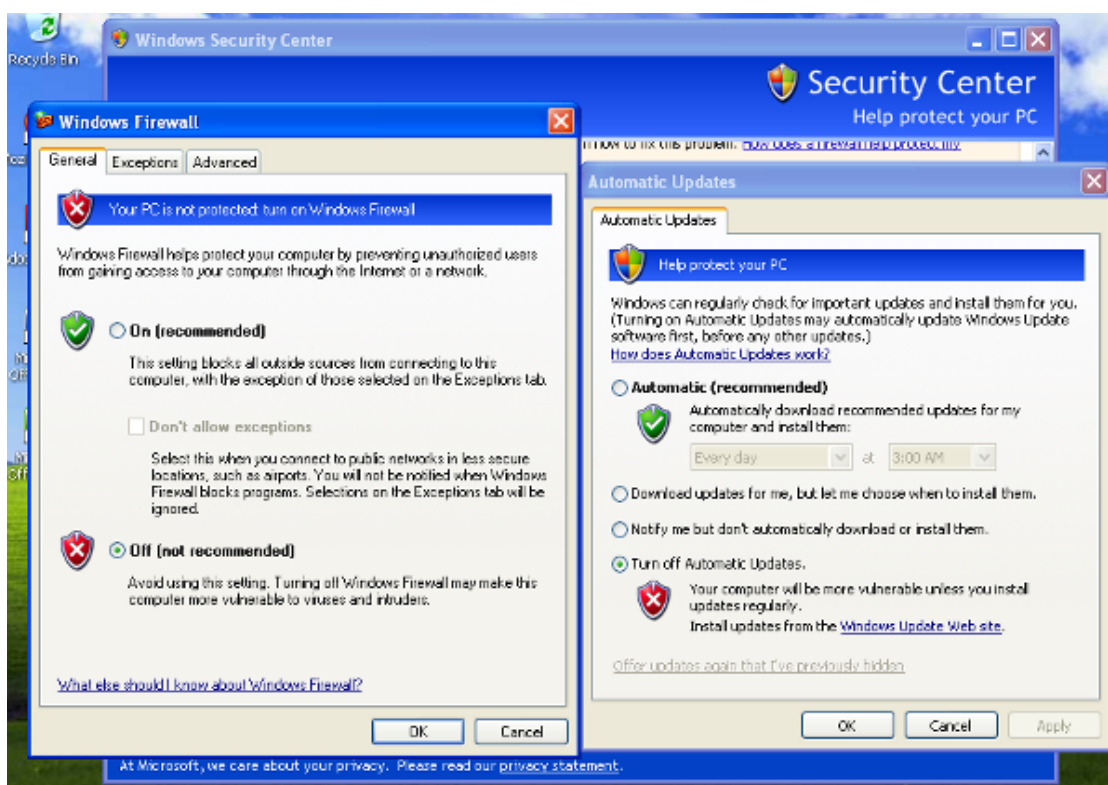 Recycle Bin
Windows Security Center
Security Center
Help protect your PC
n how to fix this problem. How does a firewall help protect my
Windows Firewall
General
Exceptions
Advanced
Your PC is not protected: turn on Windows Firewall
Windows Firewall helps protect your computer by preventing unauthorized users
from gaining access to your computer through the Internet or a network.
On (recommended)
This setting blocks all outside sources from connecting to this
computer, with the exception of those selected on the Exceptions tab.
Don't allow exceptions
Select this when you connect to public networks in less secure
locations, such as airports. You will not be notified when Windows
Firewall blocks programs. Selections on the Exceptions tab will be
ignored.
Off (not recommended)
Avoid using this setting. Turning off Windows Firewall may make this
computer more vulnerable to viruses and intruders.
What else should I know about Windows Firewall?
OK
Cancel
Automatic Updates
Automatic Updates
Help protect your PC
Windows can regularly check for important updates and install them for you.
(Turning on Automatic Updates may automatically update Windows Update
software first, before any other updates.)
How does Automatic Updates work?
Automatic (recommended)
Automatically download recommended updates for my
computer and install them:
Every day at 3:00 AM
Download updates for me, but let me choose when to install them.
Notify me but don't automatically download or install them.
Turn off Automatic Updates.
Your computer will be more vulnerable unless you install
updates regularly.
Install updates from the Windows Update Web site.
Offer updates again that I've previously hidden
OK
Cancel
Apply
At Microsoft, we care about your privacy. Please read our privacy statement.